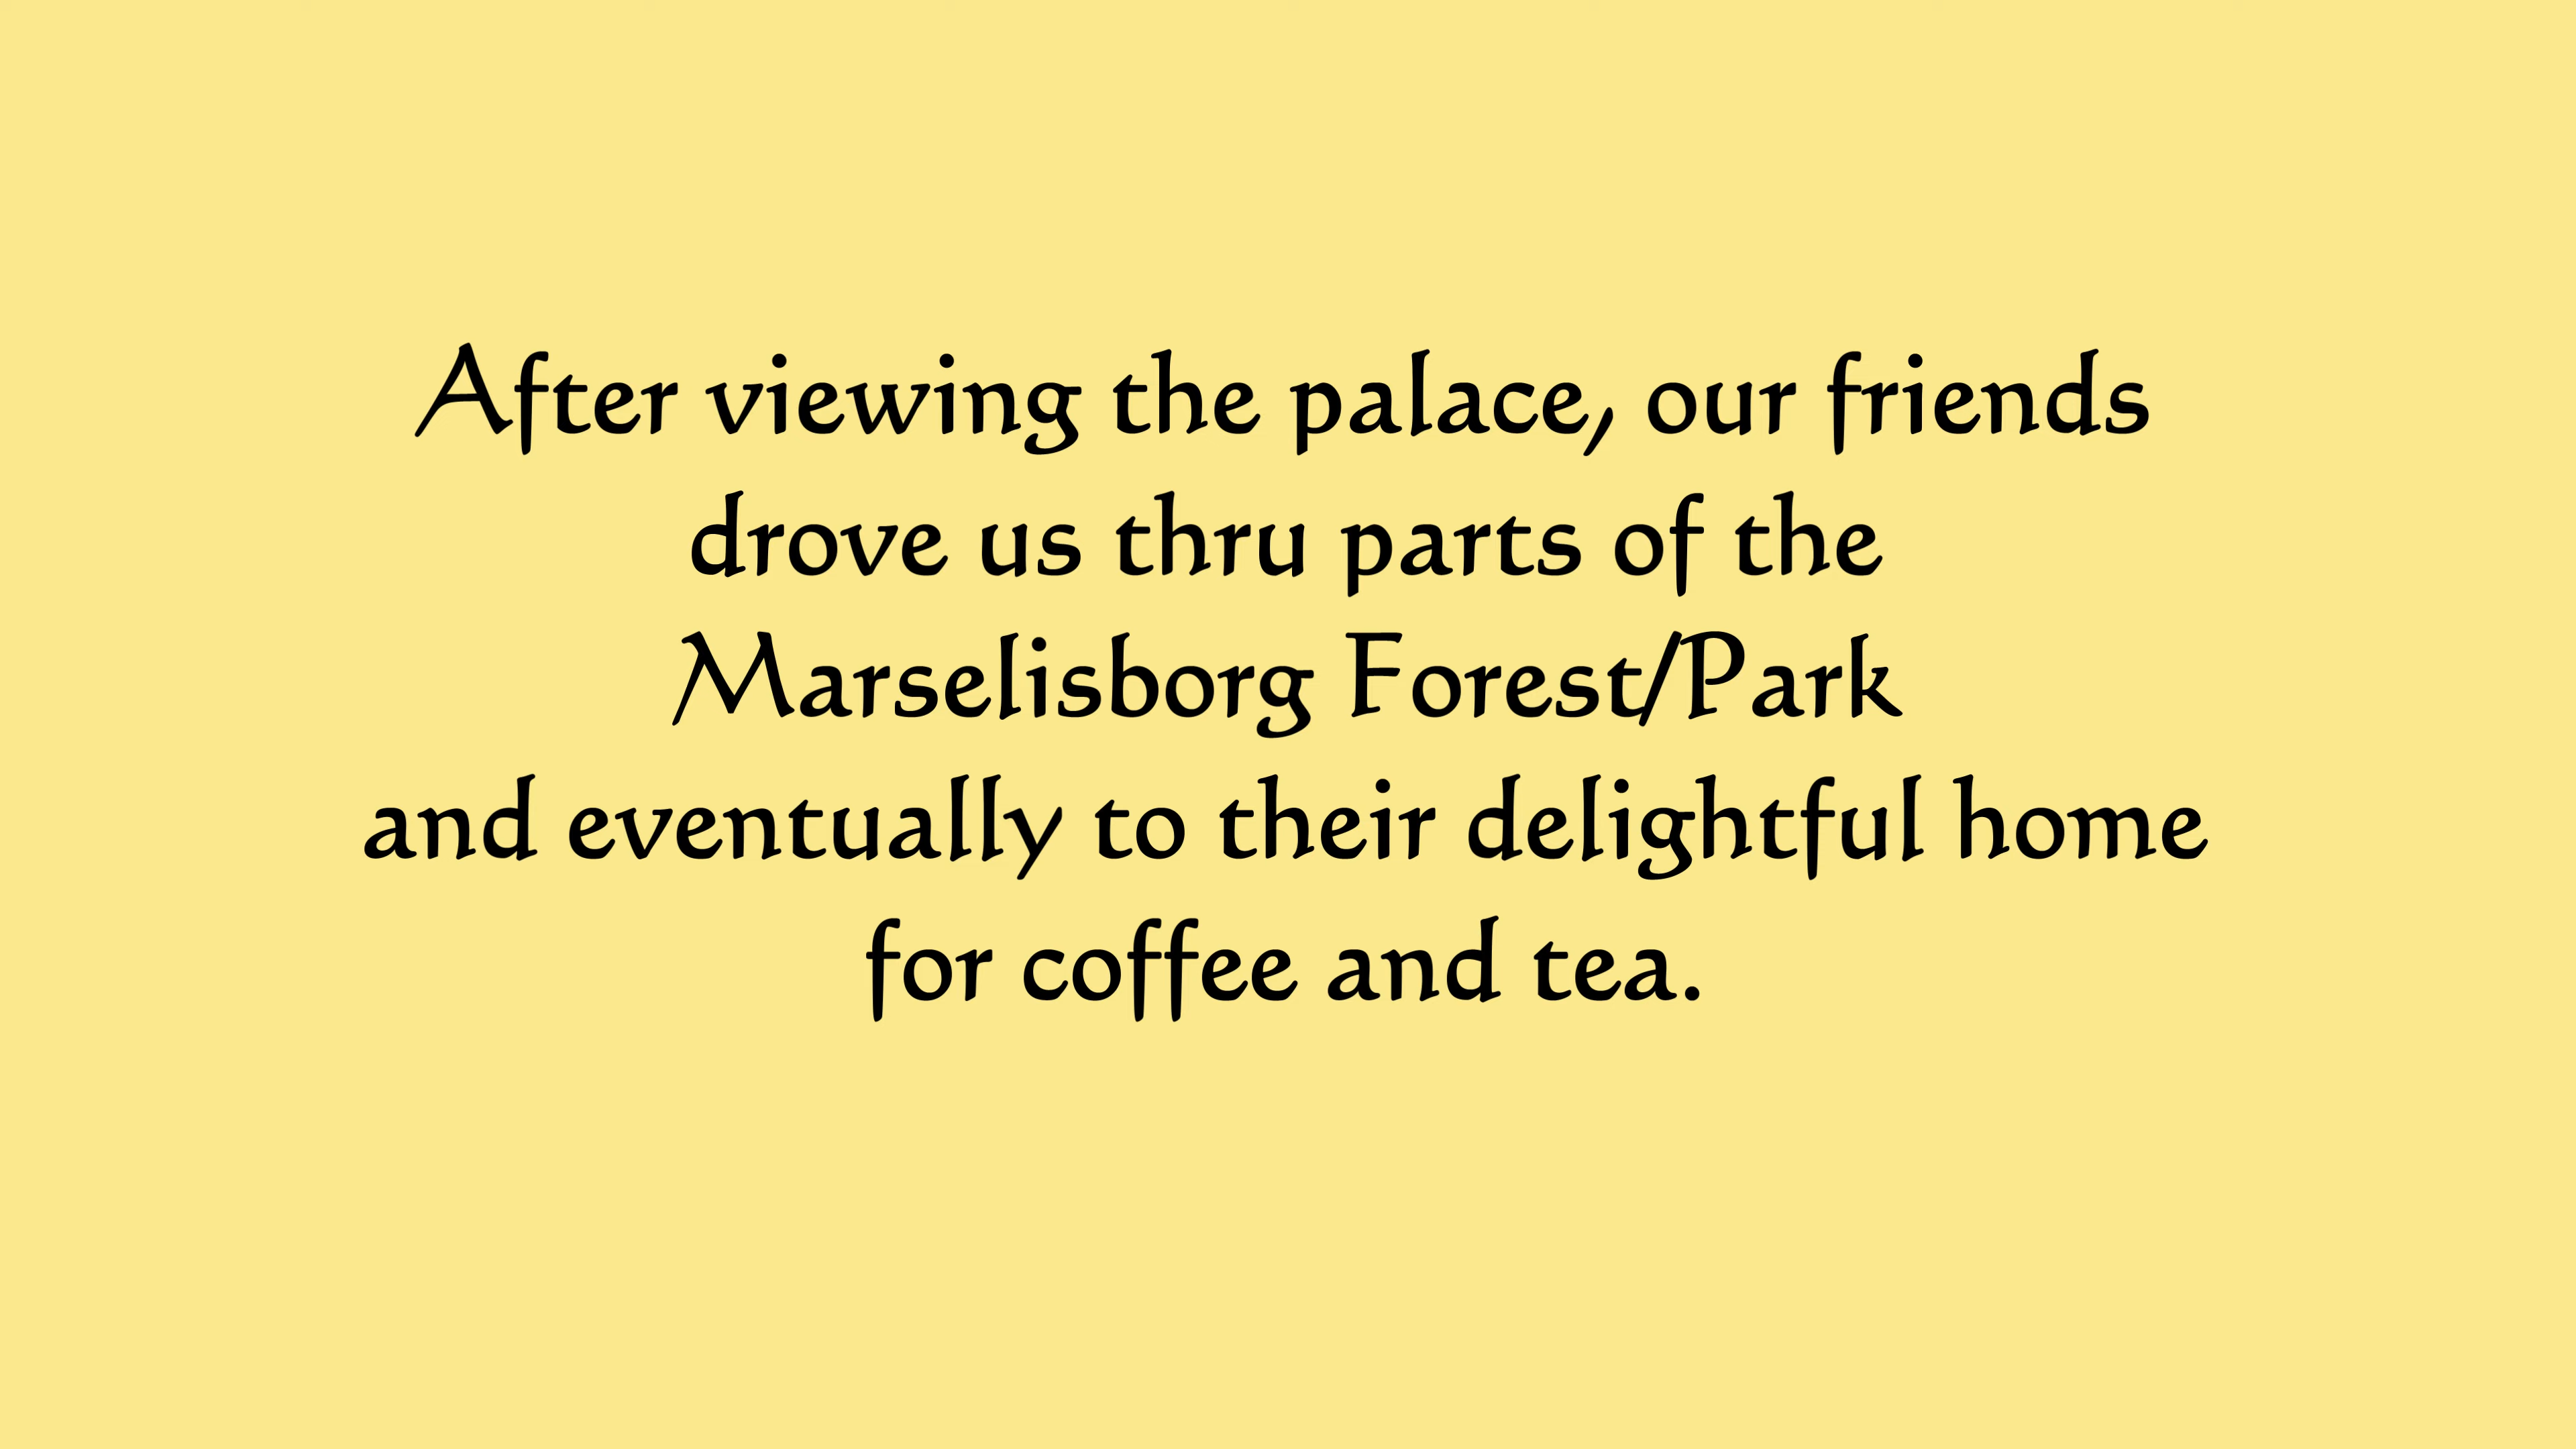 After viewing the palace, our friends
drove us thru parts of the
Marselisborg Forest/Park
and eventually to their delightful home
for coffee and tea.